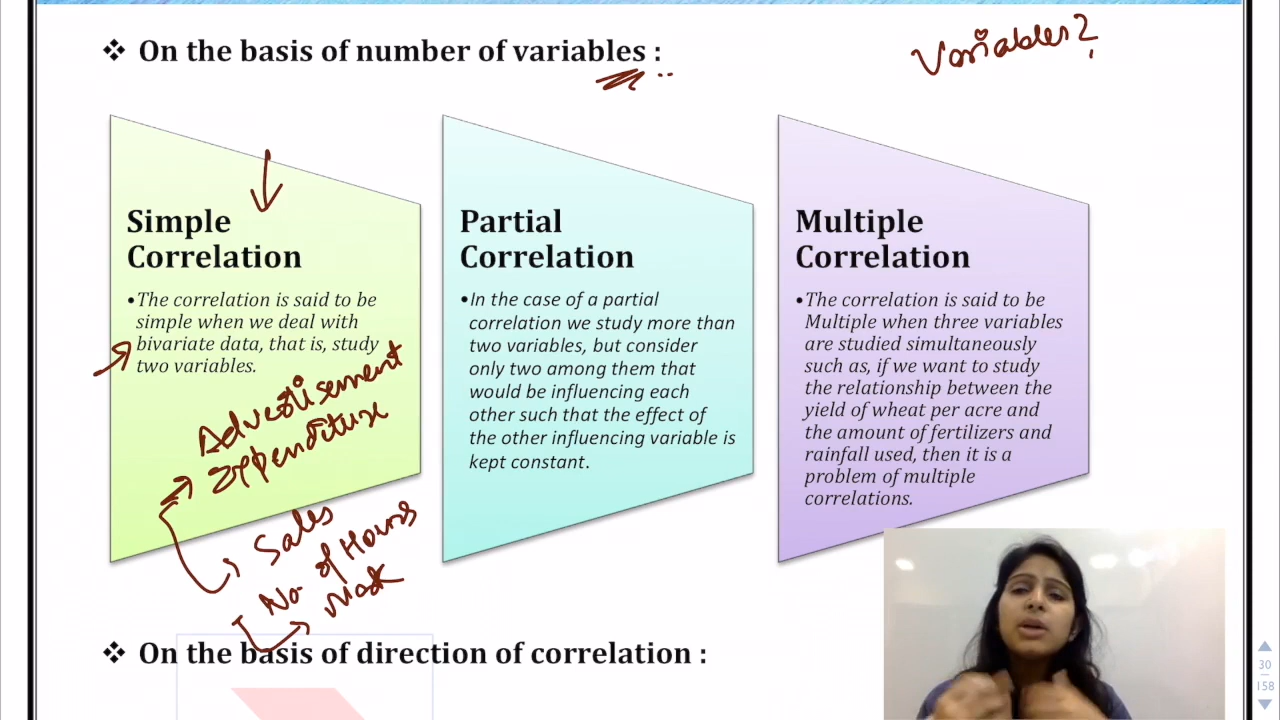 ❖ On the basis of number of variables :
Variables?
Simple
Correlation
•The correlation is said to be
simple when we deal with
bivariate data, that is, study
two variables.
Advertisement
Expenditure
Sales
No. of Hours
Partial
Correlation
•In the case of a partial
correlation we study more than
two variables, but consider
only two among them that
would be influencing each
other such that the effect of
the other influencing variable is
kept constant.
Multiple
Correlation
•The correlation is said to be
Multiple when three variables
are studied simultaneously
such as, if we want to study
the relationship between the
yield of wheat per acre and
the amount of fertilizers and
rainfall used, then it is a
problem of multiple
correlations.
❖ On the basis of direction of correlation :
30
158